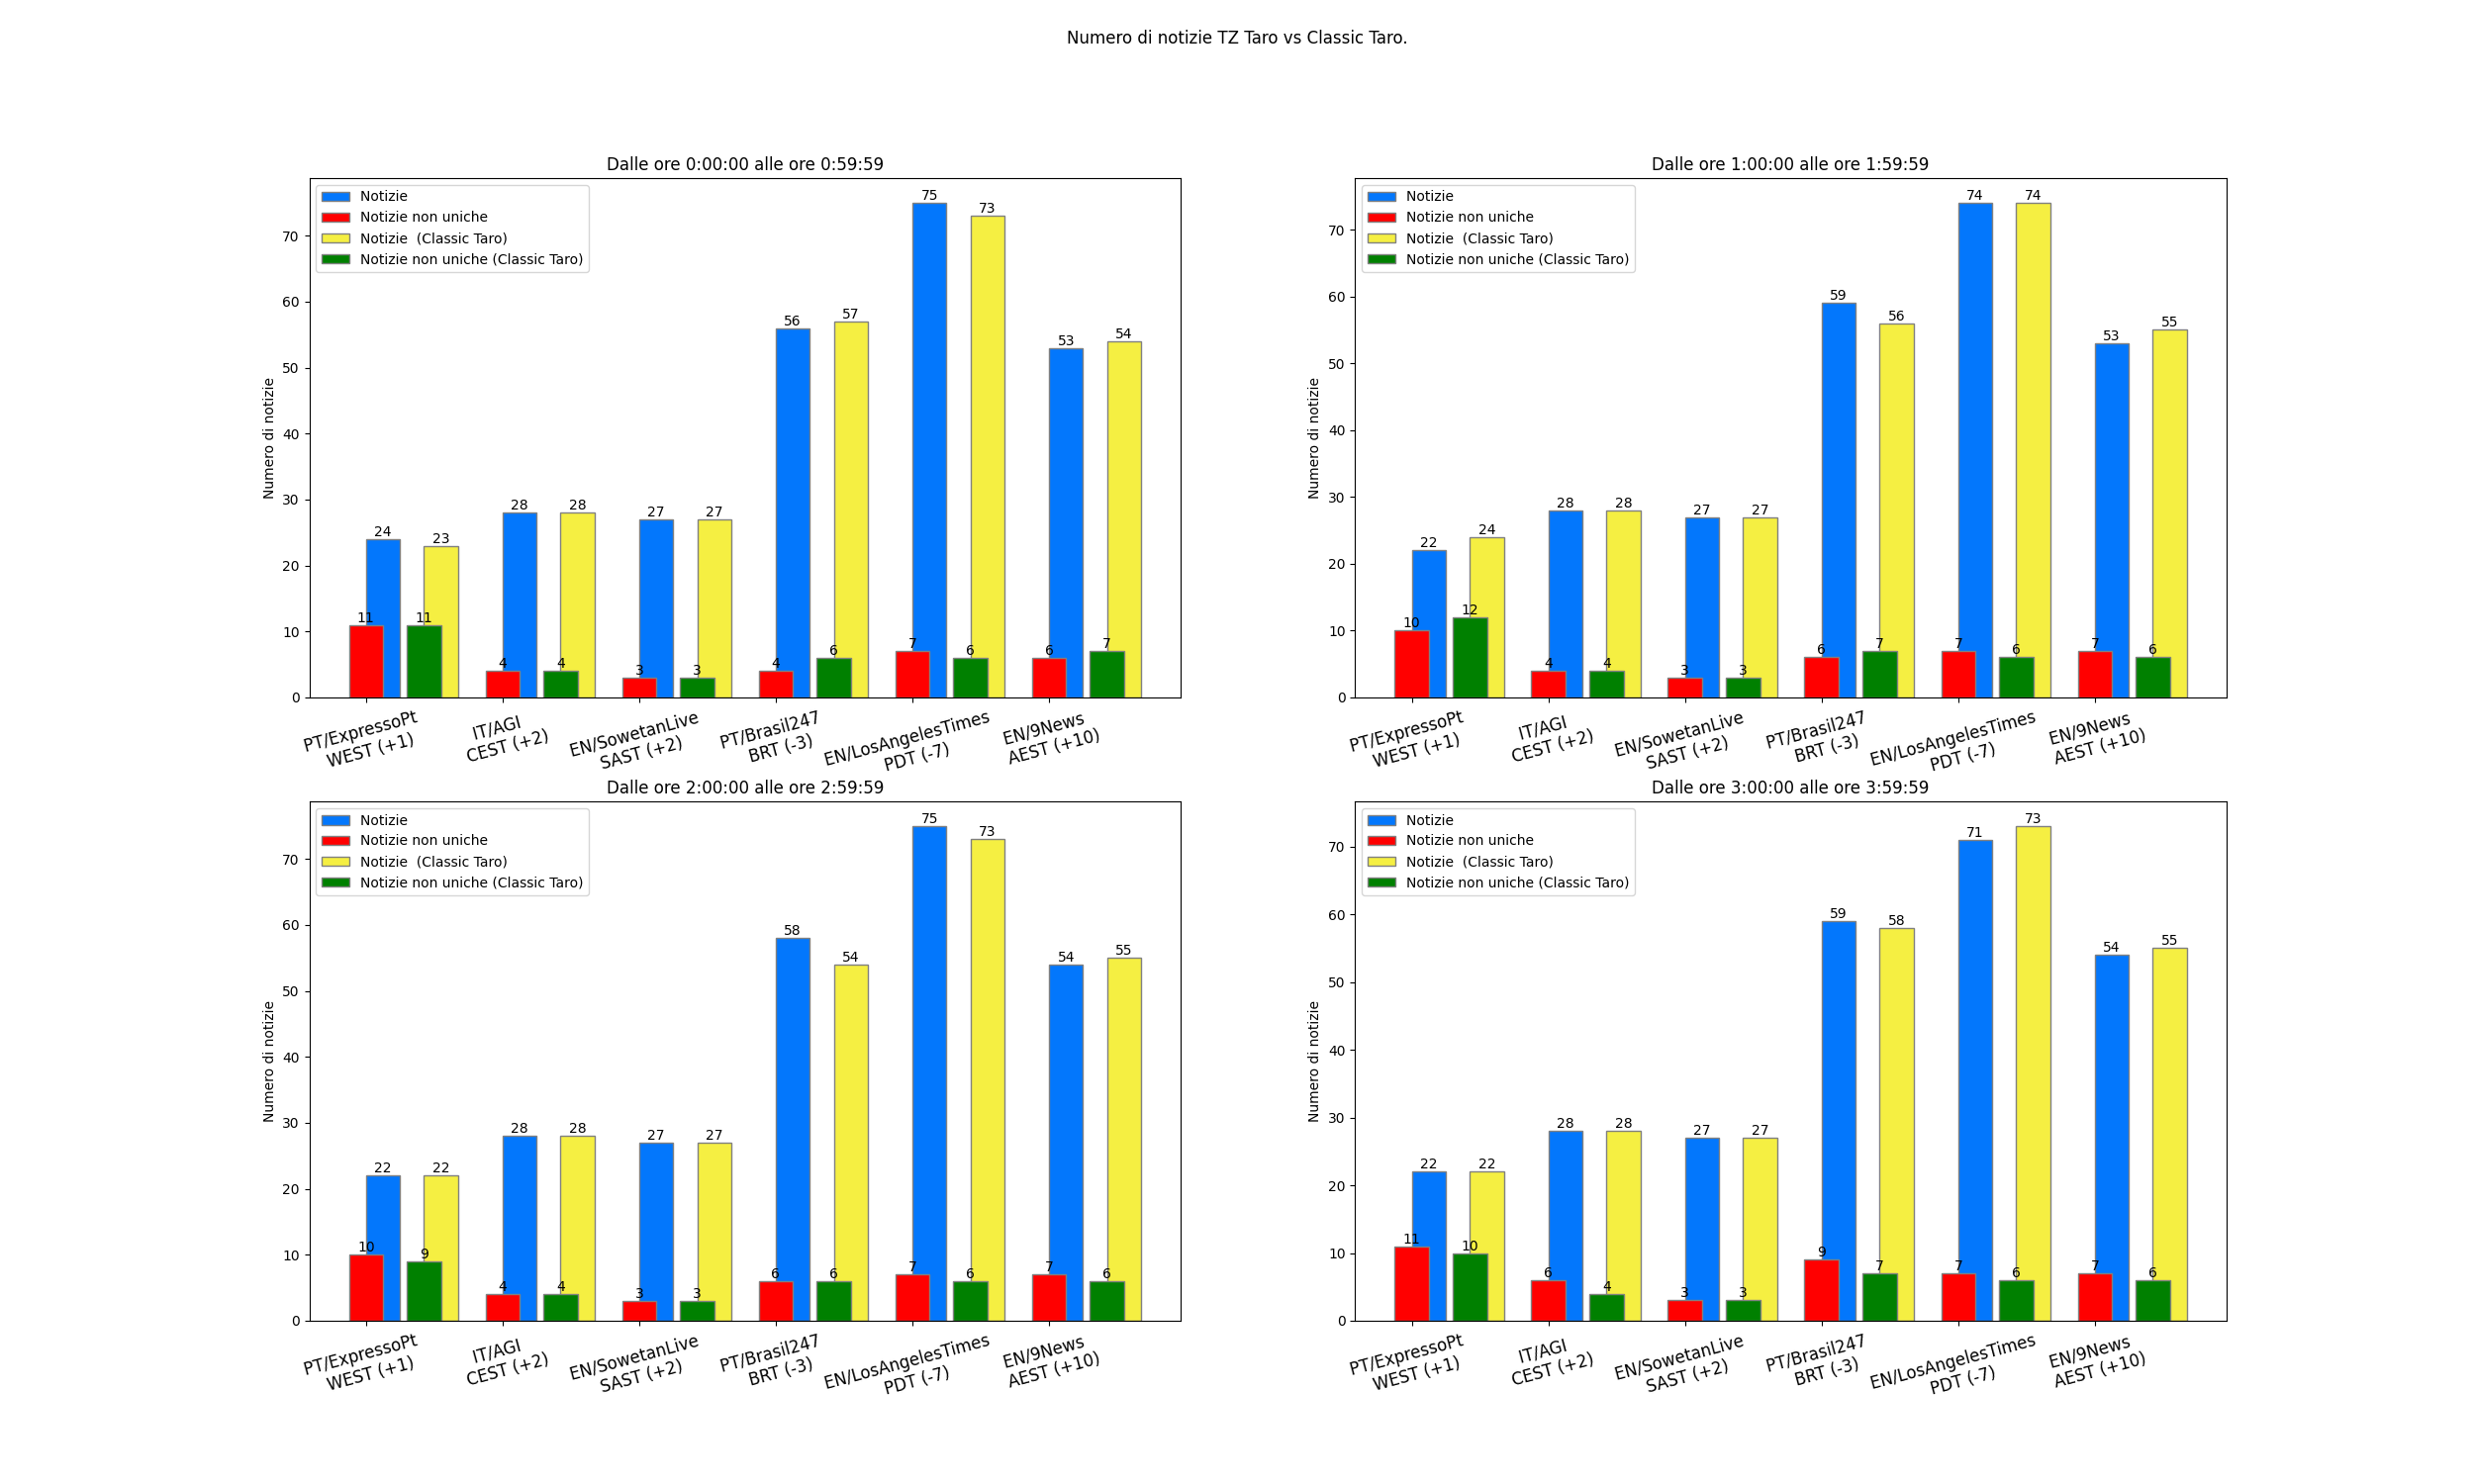 Numero di notizie TZ Taro vs Classic Taro.
Dalle ore 0:00:00 alle ore 0:59:59
Notizie
Notizie non uniche
Notizie  (Classic Taro)
Notizie non uniche (Classic Taro)
Numero di notizie
70
60
50
40
30
20
10
0
24 23 28 28 27 27 56 57 75 73 53 54
11 11 4 4 3 3 4 6 7 6 6 7
PT/ExpressoPt
WEST (+1)
IT/AGI
CEST (+2)
EN/SowetanLive
SAST (+2)
PT/Brasil247
BRT (-3)
EN/LosAngelesTimes
PDT (-7)
EN/9News
AEST (+10)
Dalle ore 1:00:00 alle ore 1:59:59
Notizie
Notizie non uniche
Notizie  (Classic Taro)
Notizie non uniche (Classic Taro)
Numero di notizie
70
60
50
40
30
20
10
0
22 24 28 28 27 27 59 56 74 74 53 55
10 12 4 4 3 3 6 7 7 6 7 6
PT/ExpressoPt
WEST (+1)
IT/AGI
CEST (+2)
EN/SowetanLive
SAST (+2)
PT/Brasil247
BRT (-3)
EN/LosAngelesTimes
PDT (-7)
EN/9News
AEST (+10)
Dalle ore 2:00:00 alle ore 2:59:59
Notizie
Notizie non uniche
Notizie  (Classic Taro)
Notizie non uniche (Classic Taro)
Numero di notizie
70
60
50
40
30
20
10
0
22 22 28 28 27 27 58 54 75 73 54 55
10 9 4 4 3 3 6 6 7 6 7 6
PT/ExpressoPt
WEST (+1)
IT/AGI
CEST (+2)
EN/SowetanLive
SAST (+2)
PT/Brasil247
BRT (-3)
EN/LosAngelesTimes
PDT (-7)
EN/9News
AEST (+10)
Dalle ore 3:00:00 alle ore 3:59:59
Notizie
Notizie non uniche
Notizie  (Classic Taro)
Notizie non uniche (Classic Taro)
Numero di notizie
70
60
50
40
30
20
10
0
22 22 28 28 27 27 59 58 71 73 54 55
11 10 6 4 3 3 9 7 7 6 7 6
PT/ExpressoPt
WEST (+1)
IT/AGI
CEST (+2)
EN/SowetanLive
SAST (+2)
PT/Brasil247
BRT (-3)
EN/LosAngelesTimes
PDT (-7)
EN/9News
AEST (+10)